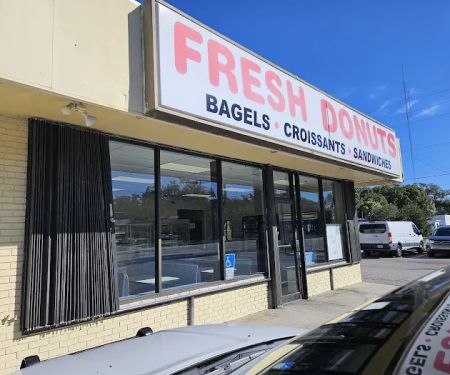 FRESH DONUTS
BAGELS • CROISSANTS • SANDWICHES